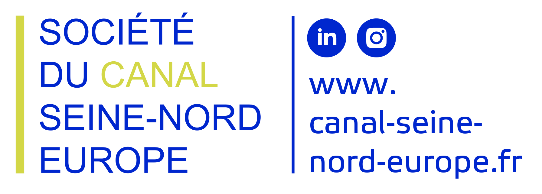 SOCIÉTÉ
DU CANAL
SEINE-NORD
EUROPE
in
www.
canal-seine-
nord-europe.fr